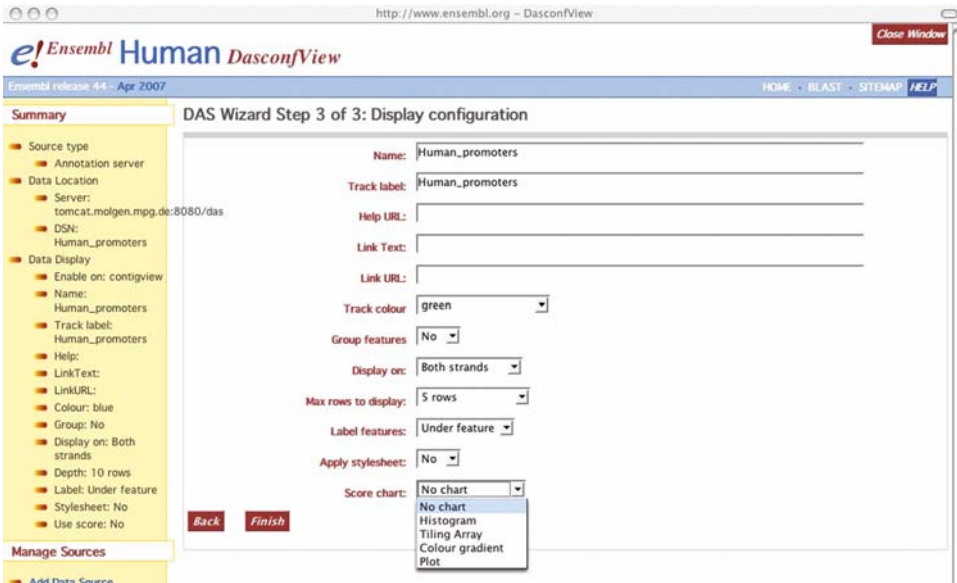 http://www.ensembl.org – DasconfView
Close Window
e! Ensembl Human DasconfView
Ensembl release 44 - Apr 2007
HOME · BLAST · SITEMAP HELP
Summary
Source type
Annotation server
Data Location
Server:
tomcat.molgen.mpg.de:8080/das
DSN:
Human_promoters
Data Display
Enable on: contigview
Name:
Human_promoters
Track label:
Human_promoters
Help:
LinkText:
LinkURL:
Colour: blue
Group: No
Display on: Both
strands
Depth: 10 rows
Label: Under feature
Stylesheet: No
Use score: No
Manage Sources
Add Data Source
DAS Wizard Step 3 of 3: Display configuration
Name: Human_promoters
Track label: Human_promoters
Help URL:
Link Text:
Link URL:
Track colour green
Group features No
Display on: Both strands
Max rows to display: 5 rows
Label features: Under feature
Apply stylesheet: No
Score chart: No chart
No chart
Histogram
Tiling Array
Colour gradient
Plot
Back Finish